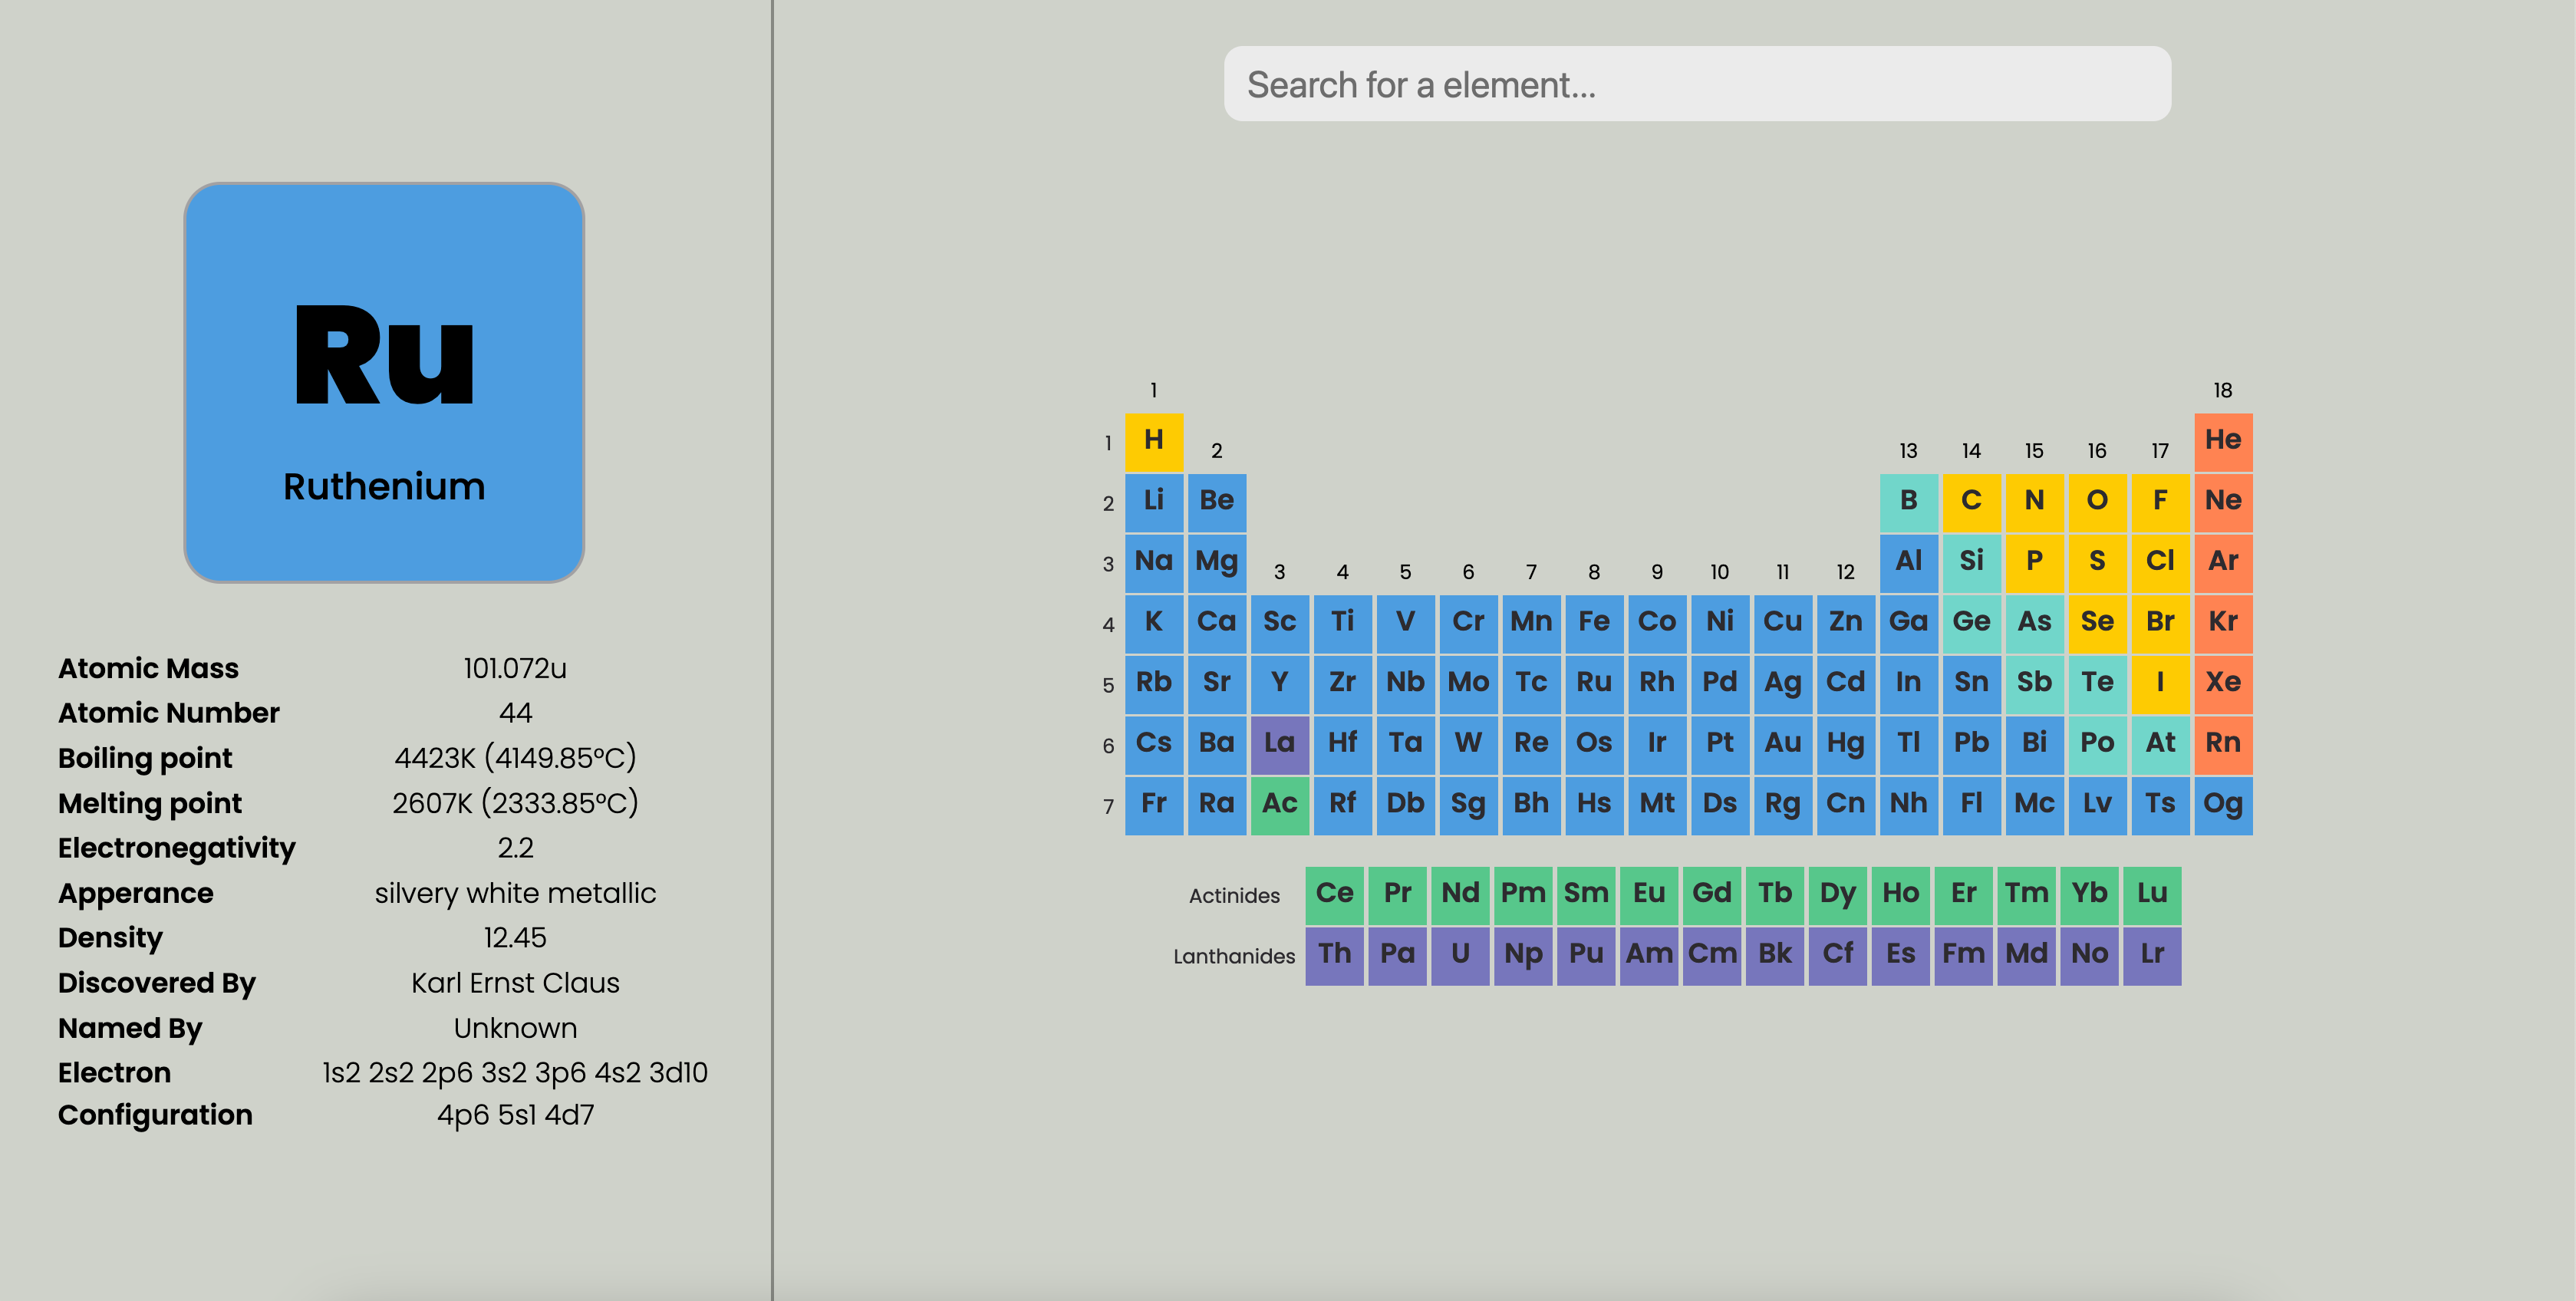 Search for a element...
Ru
Ruthenium
Atomic Mass 101.072u
Atomic Number 44
Boiling point 4423K (4149.85°C)
Melting point 2607K (2333.85°C)
Electronegativity 2.2
Apperance silvery white metallic
Density 12.45
Discovered By Karl Ernst Claus
Named By Unknown
Electron 1s2 2s2 2p6 3s2 3p6 4s2 3d10
Configuration 4p6 5s1 4d7
1 18
1 H 2 13 14 15 16 17 He
2 Li Be B C N O F Ne
3 Na Mg 3 4 5 6 7 8 9 10 11 12 Al Si P S Cl Ar
4 K Ca Sc Ti V Cr Mn Fe Co Ni Cu Zn Ga Ge As Se Br Kr
5 Rb Sr Y Zr Nb Mo Tc Ru Rh Pd Ag Cd In Sn Sb Te I Xe
6 Cs Ba La Hf Ta W Re Os Ir Pt Au Hg Tl Pb Bi Po At Rn
7 Fr Ra Ac Rf Db Sg Bh Hs Mt Ds Rg Cn Nh Fl Mc Lv Ts Og
Actinides Ce Pr Nd Pm Sm Eu Gd Tb Dy Ho Er Tm Yb Lu
Lanthanides Th Pa U Np Pu Am Cm Bk Cf Es Fm Md No Lr